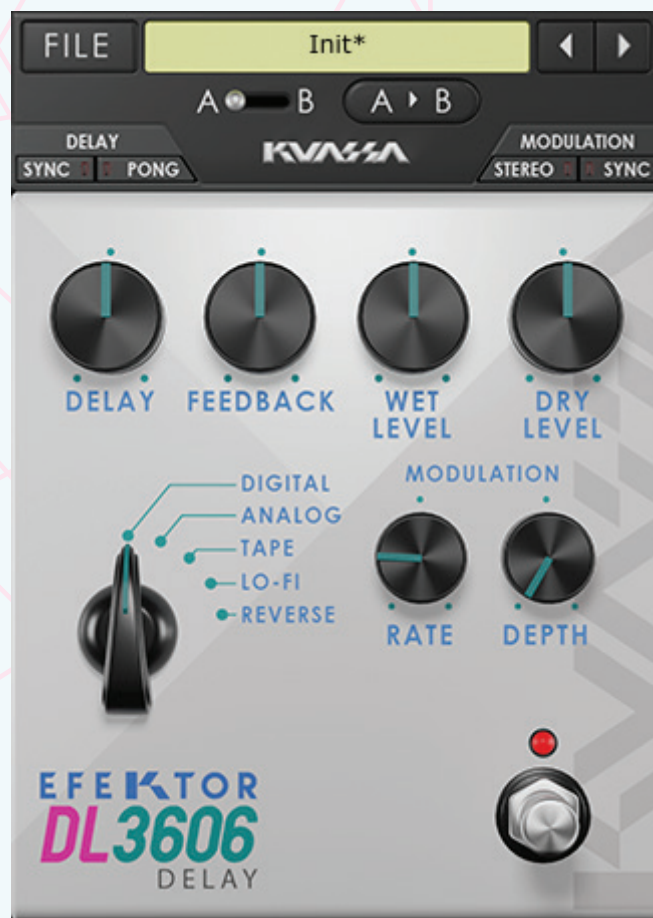 FILE
Init*
A B
A ▸ B
DELAY
SYNC PONG
KVASSA
MODULATION
STEREO SYNC
DELAY
FEEDBACK
WET
LEVEL
DRY
LEVEL
DIGITAL
ANALOG
TAPE
LO-FI
REVERSE
MODULATION
RATE
DEPTH
EFEKTOR
DL3606
DELAY